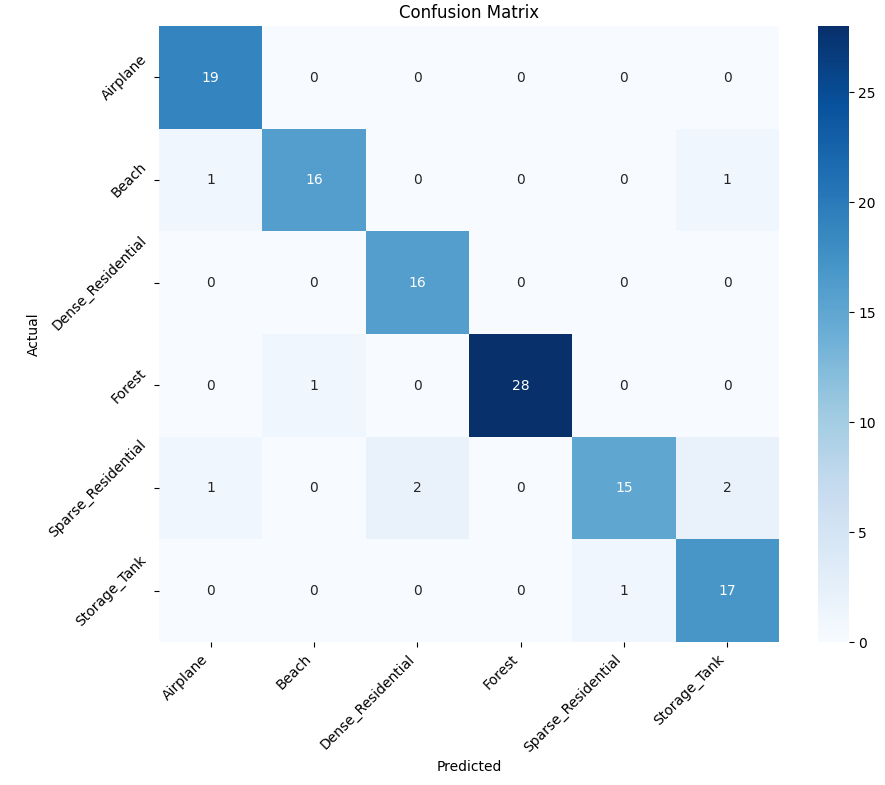 Confusion Matrix
Airplane 19 0 0 0 0 0
Beach 1 16 0 0 0 1
Dense_Residential 0 0 16 0 0 0
Forest 0 1 0 28 0 0
Sparse_Residential 1 0 2 0 15 2
Storage_Tank 0 0 0 0 1 17
Actual
Airplane Beach Dense_Residential Forest Sparse_Residential Storage_Tank
Predicted
25
20
15
10
5
0